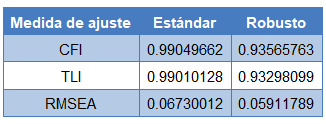 Medida de ajuste Estándar Robusto
CFI 0.99049662 0.93565763
TLI 0.99010128 0.93298099
RMSEA 0.06730012 0.05911789